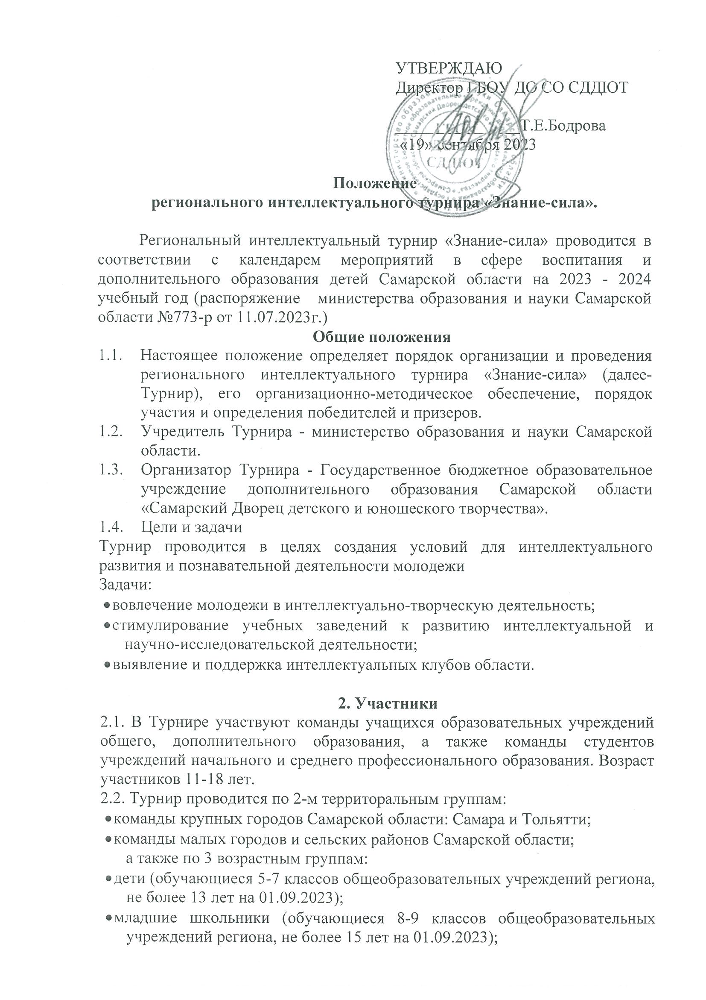 УТВЕРЖДАЮ
Директор ГБОУ ДО СО СДДЮТ
Т.Е.Бодрова
«19» сентября 2023
СДДЮТ
Положение
регионального интеллектуального турнира «Знание-сила».
Региональный интеллектуальный турнир «Знание-сила» проводится в
соответствии с календарем мероприятий в сфере воспитания и
дополнительного образования детей Самарской области на 2023 - 2024
учебный год (распоряжение министерства образования и науки Самарской
области №773-р от 11.07.2023г.)
Общие положения
1.1. Настоящее положение определяет порядок организации и проведения
регионального интеллектуального турнира «Знание-сила» (далее-
Турнир), его организационно-методическое обеспечение, порядок
участия и определения победителей и призеров.
1.2. Учредитель Турнира - министерство образования и науки Самарской
области.
1.3. Организатор Турнира - Государственное бюджетное образовательное
учреждение дополнительного образования Самарской области
«Самарский Дворец детского и юношеского творчества».
1.4. Цели и задачи
Турнир проводится в целях создания условий для интеллектуального
развития и познавательной деятельности молодежи
Задачи:
•вовлечение молодежи в интеллектуально-творческую деятельность;
•стимулирование учебных заведений к развитию интеллектуальной и
научно-исследовательской деятельности;
•выявление и поддержка интеллектуальных клубов области.
2. Участники
2.1. В Турнире участвуют команды учащихся образовательных учреждений
общего, дополнительного образования, а также команды студентов
учреждений начального и среднего профессионального образования. Возраст
участников 11-18 лет.
2.2. Турнир проводится по 2-м территоральным группам:
•команды крупных городов Самарской области: Самара и Тольятти;
•команды малых городов и сельских районов Самарской области;
а также по 3 возрастным группам:
•дети (обучающиеся 5-7 классов общеобразовательных учреждений региона,
не более 13 лет на 01.09.2023);
•младшие школьники (обучающиеся 8-9 классов общеобразовательных
учреждений региона, не более 15 лет на 01.09.2023);